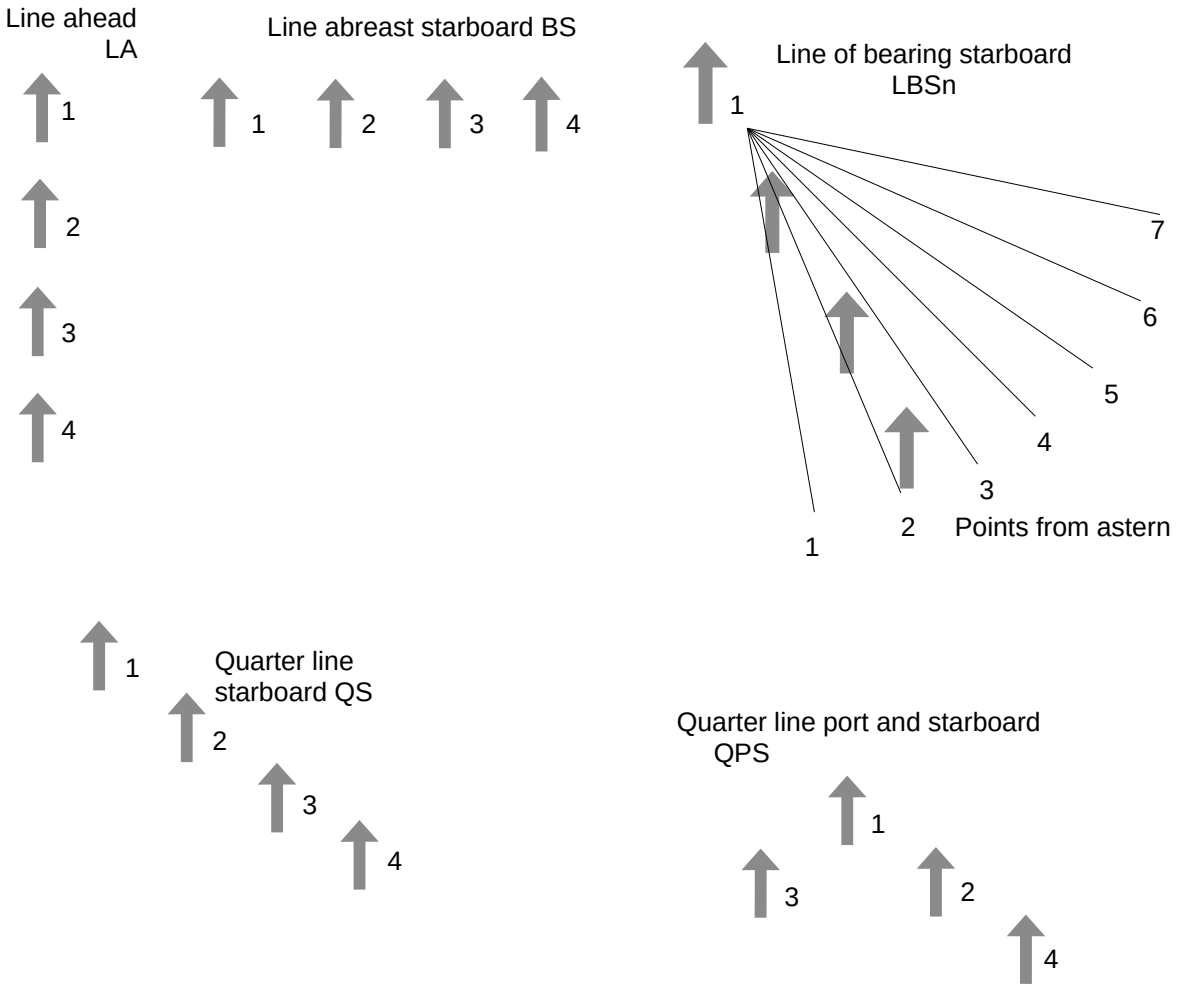 Line ahead
LA
1
2
3
4
Line abreast starboard BS
1 2 3 4
Line of bearing starboard
LBSn
1
7
6
5
4
3
2
1
Points from astern
Quarter line
starboard QS
1
2
3
4
Quarter line port and starboard
QPS
1
3 2
4